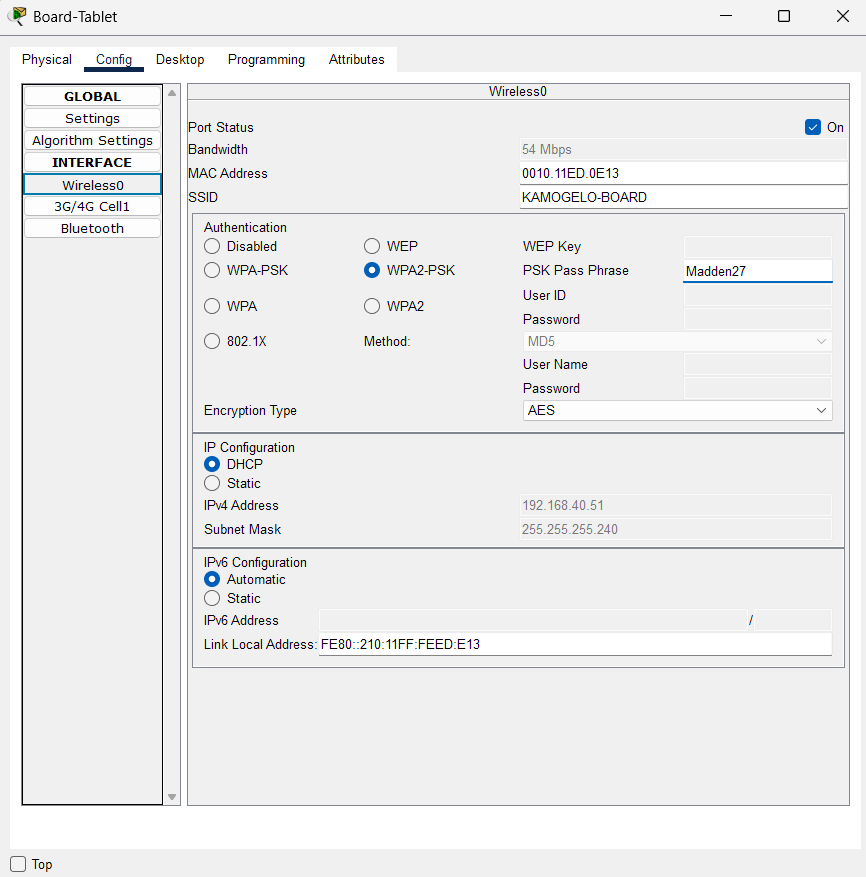 Board-Tablet
Physical Config Desktop Programming Attributes
GLOBAL
Settings
Algorithm Settings
INTERFACE
Wireless0
3G/4G Cell1
Bluetooth
Wireless0
Port Status On
Bandwidth 54 Mbps
MAC Address 0010.11ED.0E13
SSID KAMOGELO-BOARD
Authentication
Disabled WEP WEP Key
WPA-PSK WPA2-PSK PSK Pass Phrase Madden27
User ID
WPA WPA2
Password
802.1X Method: MD5
User Name
Password
Encryption Type AES
IP Configuration
DHCP
Static
IPv4 Address 192.168.40.51
Subnet Mask 255.255.255.240
IPv6 Configuration
Automatic
Static
IPv6 Address /
Link Local Address: FE80::210:11FF:FEED:E13
Top